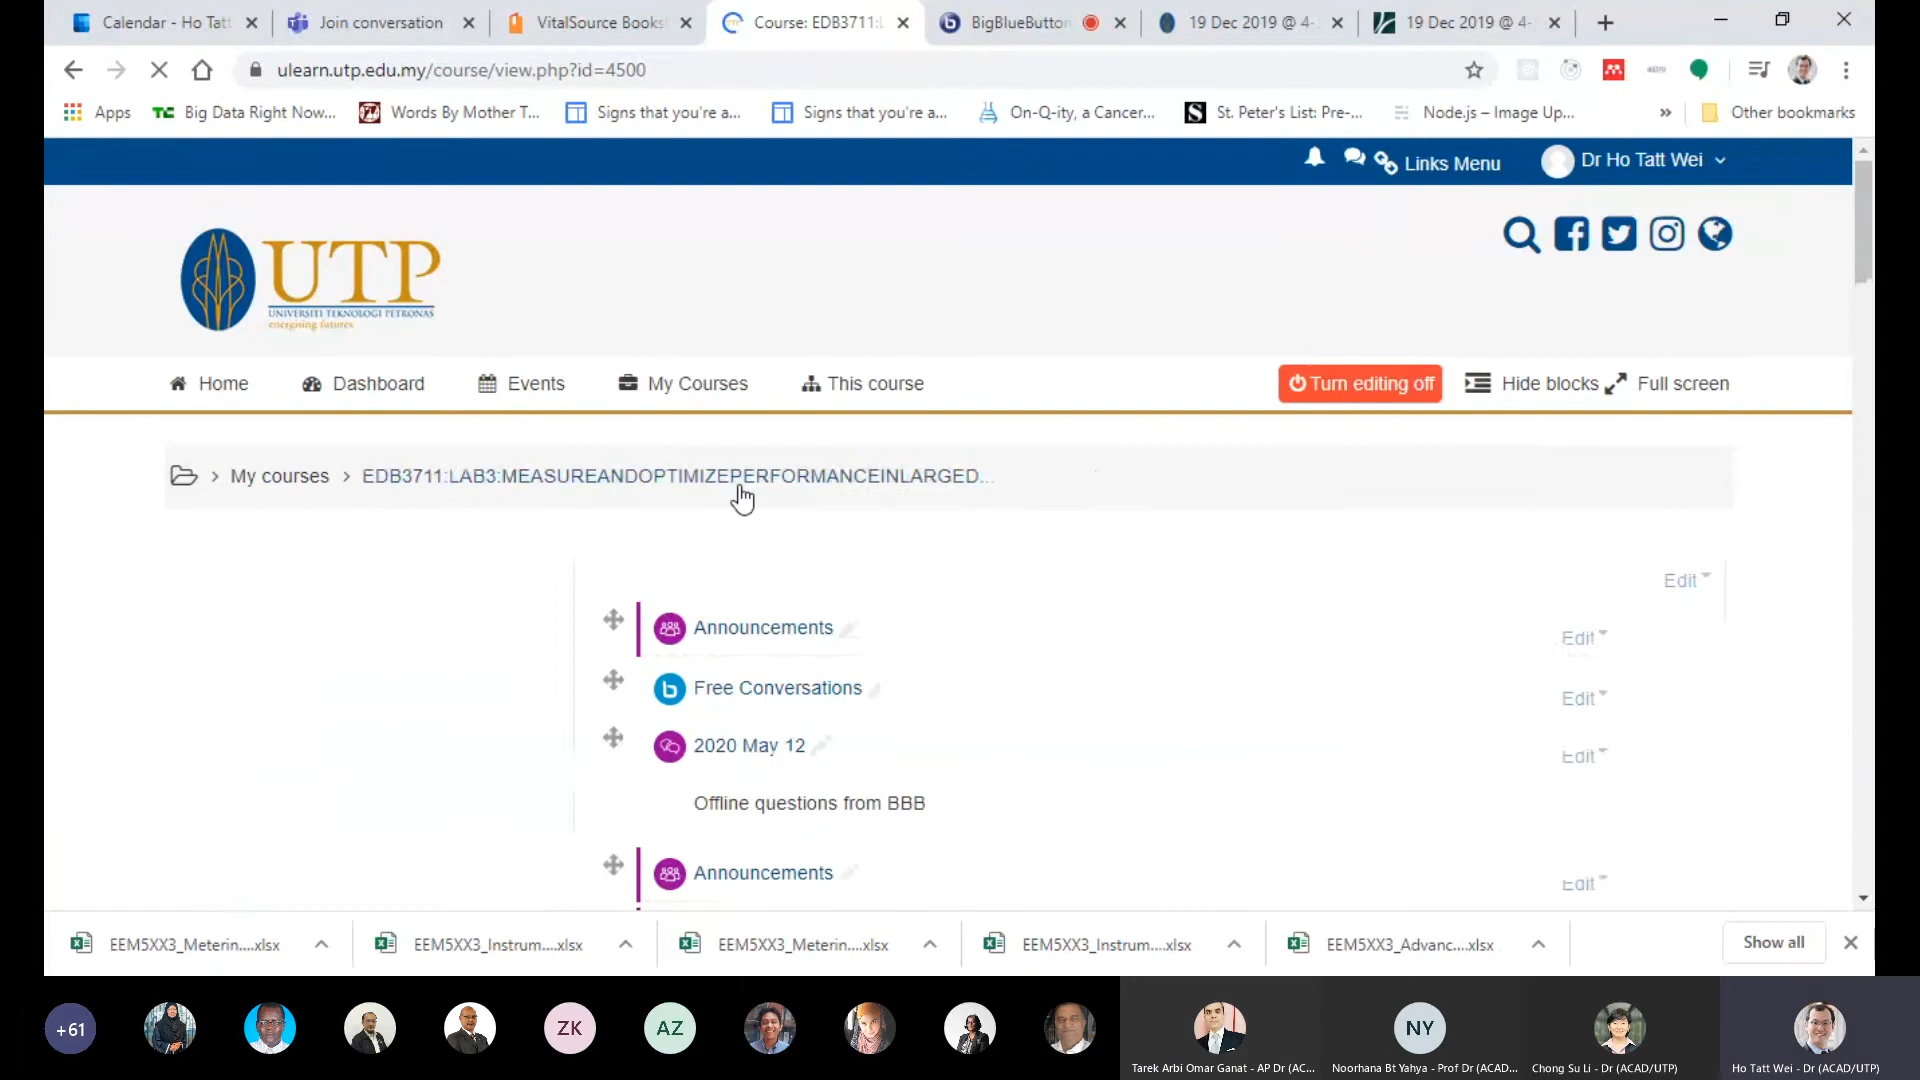 Calendar - Ho Tatt
Join conversation
VitalSource Books
Course: EDB3711:L
BigBlueButton
19 Dec 2019 @ 4-
19 Dec 2019 @ 4-
ulearn.utp.edu.my/course/view.php?id=4500
Apps
Big Data Right Now...
Words By Mother T...
Signs that you're a...
Signs that you're a...
On-Q-ity, a Cancer...
St. Peter's List: Pre-...
Node.js – Image Up...
»
Other bookmarks
Links Menu
Dr Ho Tatt Wei
UTP
UNIVERSITI TEKNOLOGI PETRONAS
energising futures
Home
Dashboard
Events
My Courses
This course
Turn editing off
Hide blocks
Full screen
My courses
EDB3711:LAB3:MEASUREANDOPTIMIZEPERFORMANCEINLARGED...
Edit
Announcements
Edit
Free Conversations
Edit
2020 May 12
Edit
Offline questions from BBB
Announcements
Edit
EEM5XX3_Meterin....xlsx
EEM5XX3_Instrum....xlsx
EEM5XX3_Meterin....xlsx
EEM5XX3_Instrum....xlsx
EEM5XX3_Advanc....xlsx
Show all
+61
ZK
AZ
NY
Tarek Arbi Omar Ganat - AP Dr (AC...
Noorhana Bt Yahya - Prof Dr (ACAD...
Chong Su Li - Dr (ACAD/UTP)
Ho Tatt Wei - Dr (ACAD/UTP)